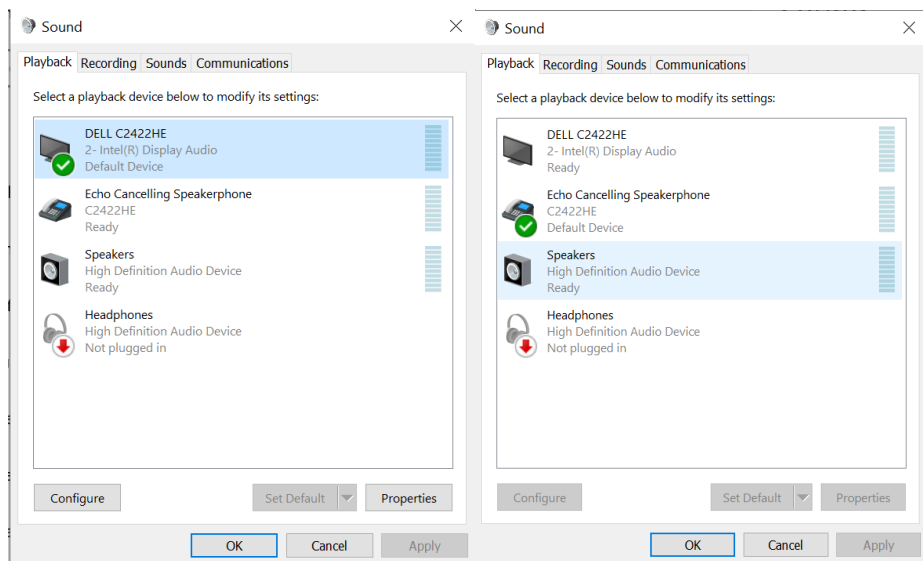 Sound
Playback Recording Sounds Communications
Select a playback device below to modify its settings:
DELL C2422HE
2- Intel(R) Display Audio
Default Device
Echo Cancelling Speakerphone
C2422HE
Ready
Speakers
High Definition Audio Device
Ready
Headphones
High Definition Audio Device
Not plugged in
Configure Set Default Properties
OK Cancel Apply
Sound
Playback Recording Sounds Communications
Select a playback device below to modify its settings:
DELL C2422HE
2- Intel(R) Display Audio
Ready
Echo Cancelling Speakerphone
C2422HE
Default Device
Speakers
High Definition Audio Device
Ready
Headphones
High Definition Audio Device
Not plugged in
Configure Set Default Properties
OK Cancel Apply